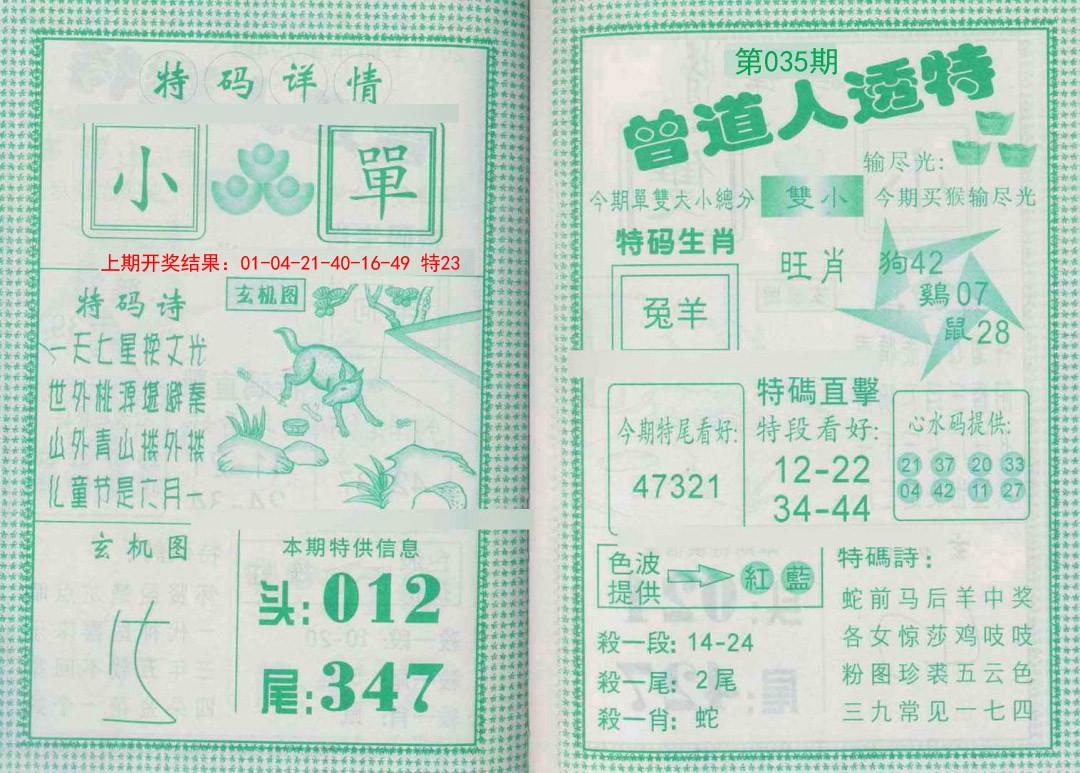 特码详情
小
單
上期开奖结果：01-04-21-40-16-49 特23
特码诗
一天七星换文光
世外桃源堪避秦
山外青山楼外楼
儿童节是六月一
玄机图
玄机图
本期特供信息
头:012
尾:347
第035期
曾道人透特
输尽光:
今期單雙大小總分
雙小
今期买猴输尽光
特码生肖
兔羊
旺肖
狗42
鷄07
鼠28
今期特尾看好:
47321
特碼直擊
特段看好:
12-22
34-44
心水码提供:
21 37 20 33
04 42 11 27
色波
提供
紅藍
殺一段: 14-24
殺一尾: 2尾
殺一肖: 蛇
特碼詩:
蛇前马后羊中奖
各女惊莎鸡吱吱
粉图珍裘五云色
三九常见一七四